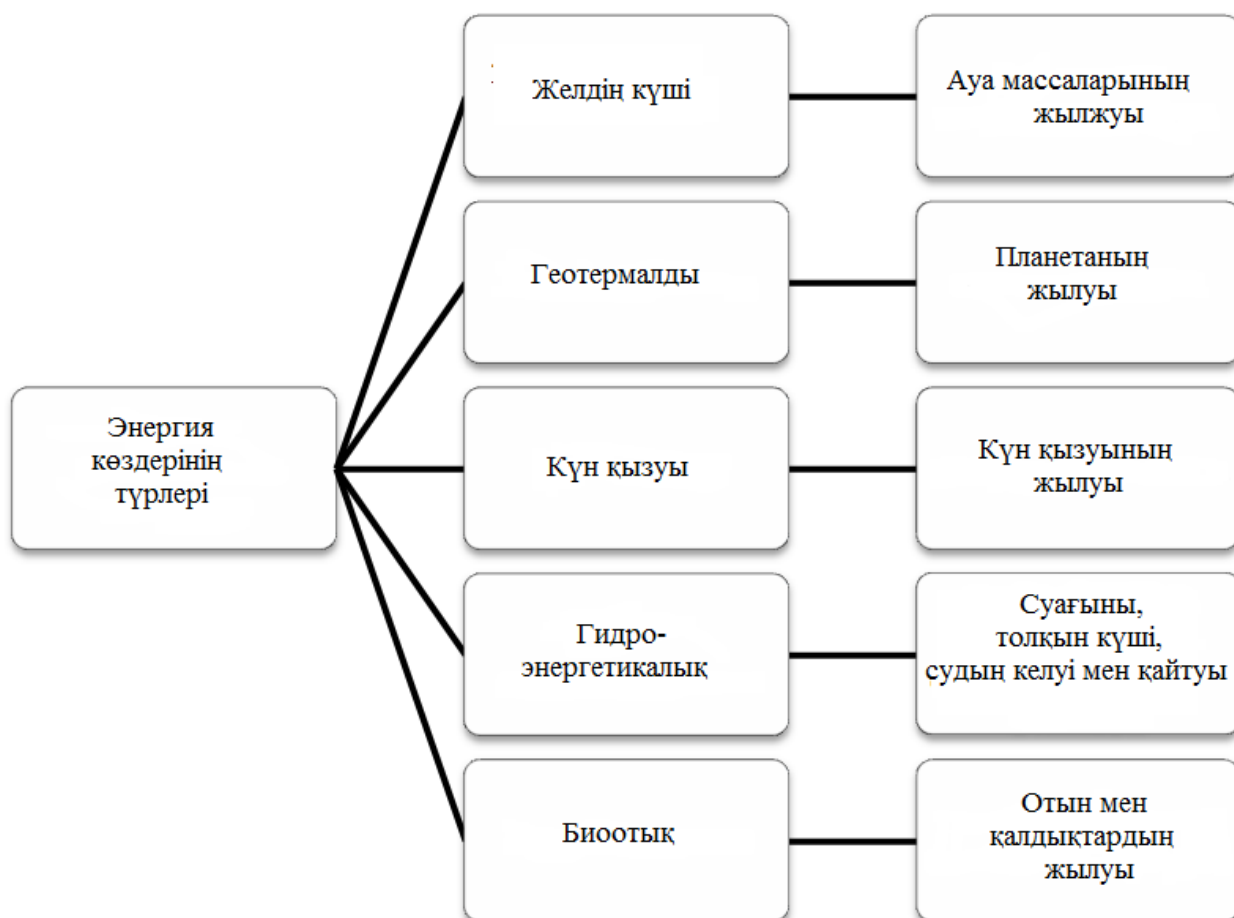 Желдің күші
Ауа массаларының
жылжуы
Геотермалды
Планетаның
жылуы
Энергия
көздерінің
түрлері
Күн қызуы
Күн қызуының
жылуы
Гидро-
энергетикалық
Суағыны,
толқын күші,
судың келуі мен қайтуы
Биоотық
Отын мен
қалдықтардың
жылуы